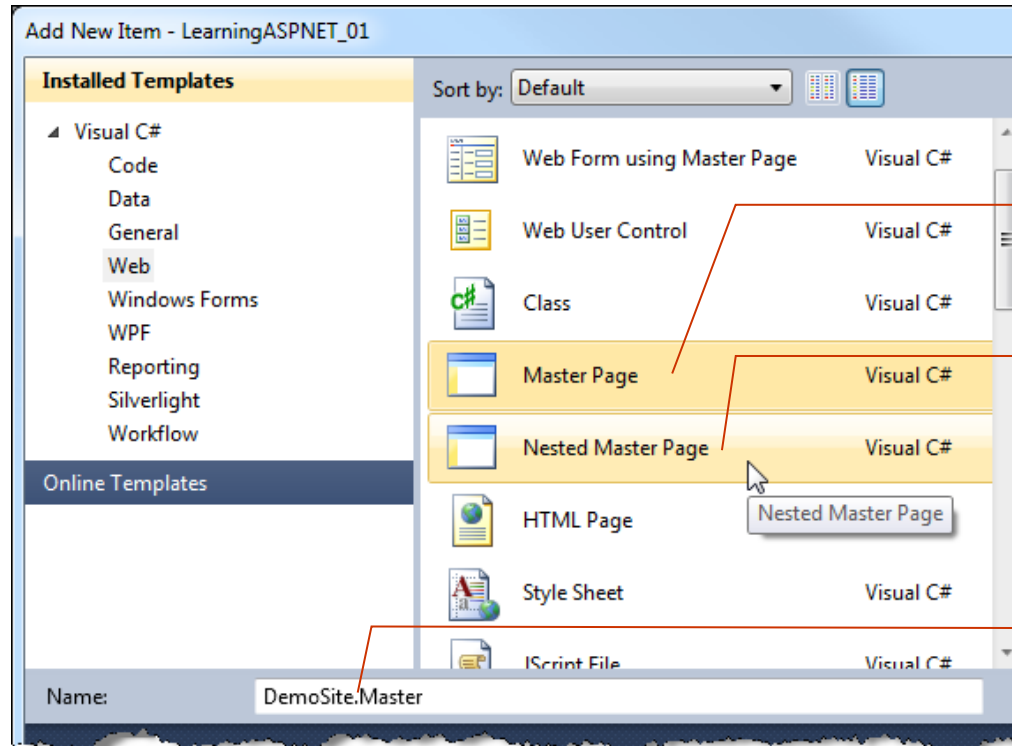 Add New Item - LearningASPNET_01
Installed Templates
Visual C#
Code
Data
General
Web
Windows Forms
WPF
Reporting
Silverlight
Workflow
Online Templates
Sort by: Default
Web Form using Master Page Visual C#
Web User Control Visual C#
Class Visual C#
Master Page Visual C#
Nested Master Page Visual C#
HTML Page
Nested Master Page
Style Sheet Visual C#
JScript File Visual C#
Name: DemoSite.Master